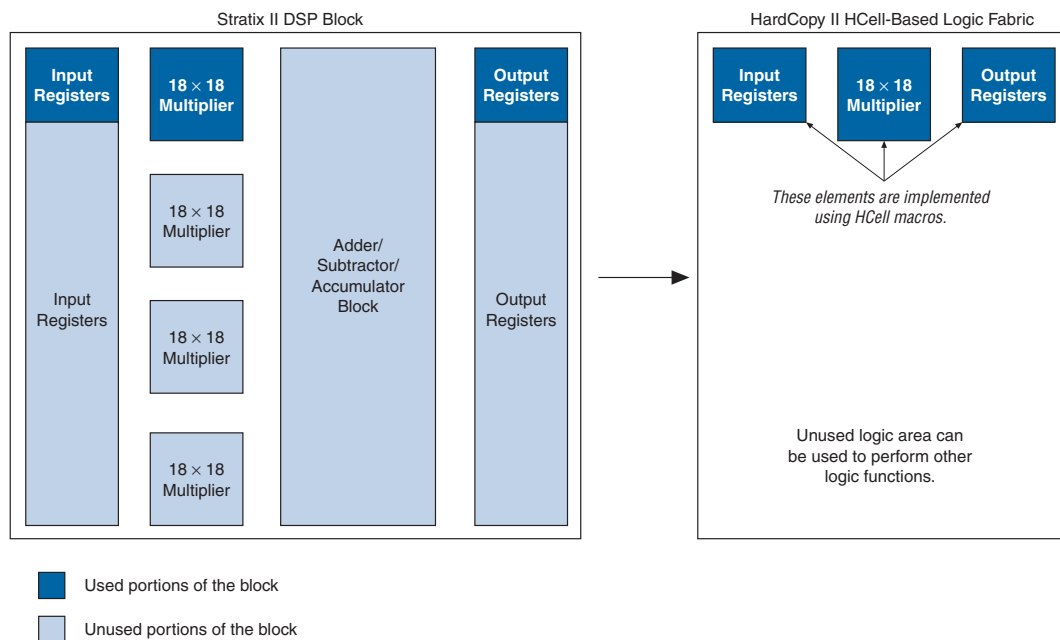 Stratix II DSP Block
HardCopy II HCell-Based Logic Fabric
Input
Registers
18 × 18
Multiplier
Output
Registers
18 × 18
Multiplier
18 × 18
Multiplier
18 × 18
Multiplier
Input
Registers
Adder/
Subtractor/
Accumulator
Block
Output
Registers
Input
Registers
18 × 18
Multiplier
Output
Registers
These elements are implemented
using HCell macros.
Unused logic area can
be used to perform other
logic functions.
Used portions of the block
Unused portions of the block